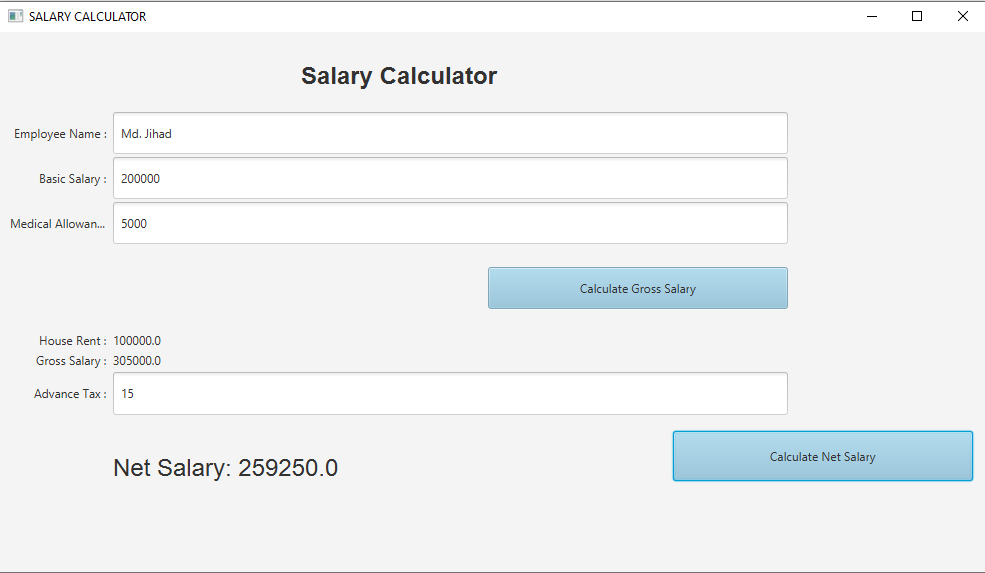 SALARY CALCULATOR
Salary Calculator
Employee Name : Md. Jihad
Basic Salary : 200000
Medical Allowan... 5000
Calculate Gross Salary
House Rent : 100000.0
Gross Salary : 305000.0
Advance Tax : 15
Net Salary: 259250.0 Calculate Net Salary